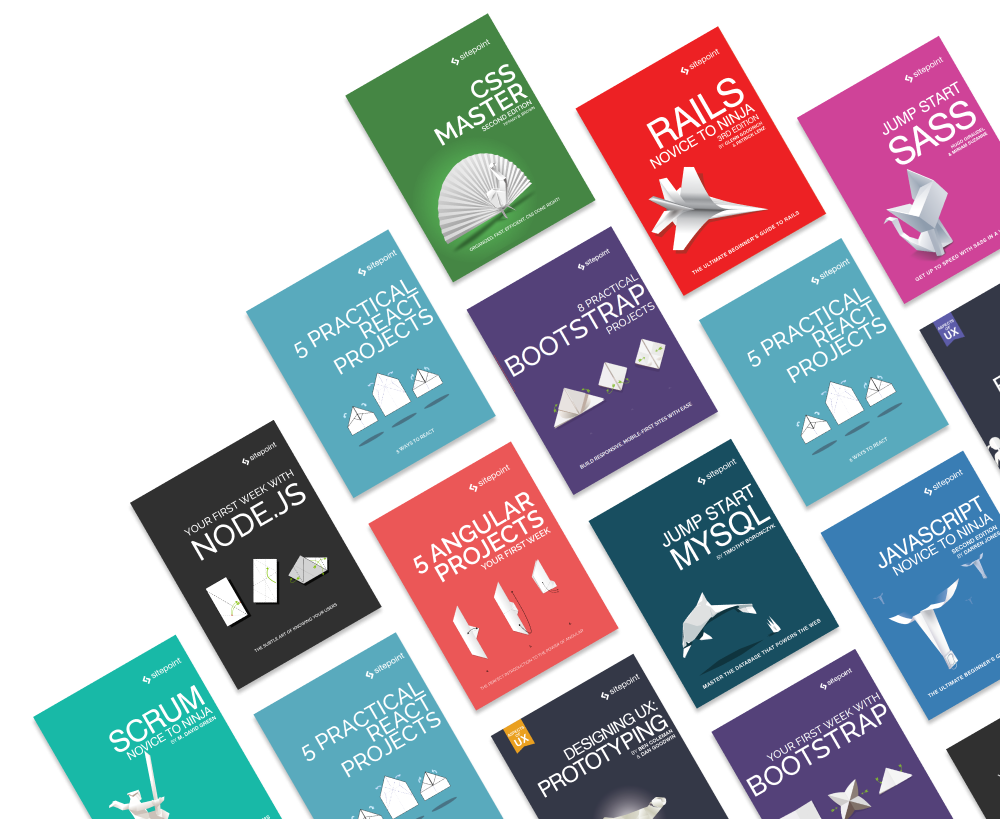 sitepoint
CSS
MASTER
SECOND EDITION
TIFFANY B. BROWN
ORGANIZED, FAST, EFFICIENT, CSS DONE RIGHT!
sitepoint
RAILS
NOVICE TO NINJA
3RD EDITION
BY GLENN GOODRICH
& PATRICK LENZ
THE ULTIMATE BEGINNER'S GUIDE TO RAILS
sitepoint
JUMP START
SASS
HUGO GIRAUDEL
& MIRIAM SUZANNE
GET UP TO SPEED WITH SASS IN A
sitepoint
5 PRACTICAL
REACT
PROJECTS
5 WAYS TO REACT
sitepoint
8 PRACTICAL
BOOTSTRAP
PROJECTS
BUILD RESPONSIVE, MOBILE-FIRST SITES WITH EASE
sitepoint
5 PRACTICAL
REACT
PROJECTS
5 WAYS TO REACT
UX
sitepoint
YOUR FIRST WEEK WITH
NODE.JS
THE SUBTLE ART OF KNOWING YOUR USERS
sitepoint
5 ANGULAR
PROJECTS
YOUR FIRST WEEK
THE PERFECT INTRODUCTION TO THE POWER OF ANGULAR
sitepoint
JUMP START
MYSQL
BY TIMOTHY BORONCZYK
MASTER THE DATABASE THAT POWERS THE WEB
sitepoint
JAVASCRIPT
NOVICE TO NINJA
SECOND EDITION
BY DARREN JONES
THE ULTIMATE BEGINNER'S
sitepoint
SCRUM
NOVICE TO NINJA
BY M. DAVID GREEN
sitepoint
5 PRACTICAL
REACT
PROJECTS
UX
sitepoint
DESIGNING UX:
PROTOTYPING
BY BEN COLEMAN
& DAN GOODWIN
sitepoint
YOUR FIRST WEEK WITH
BOOTSTRAP